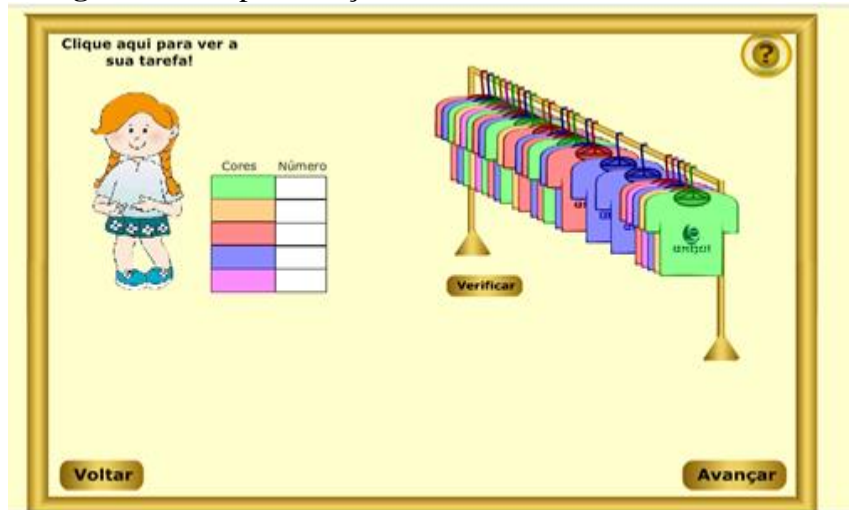 Clique aqui para ver a
sua tarefa!
?
Cores Número
Verificar
Voltar
Avançar